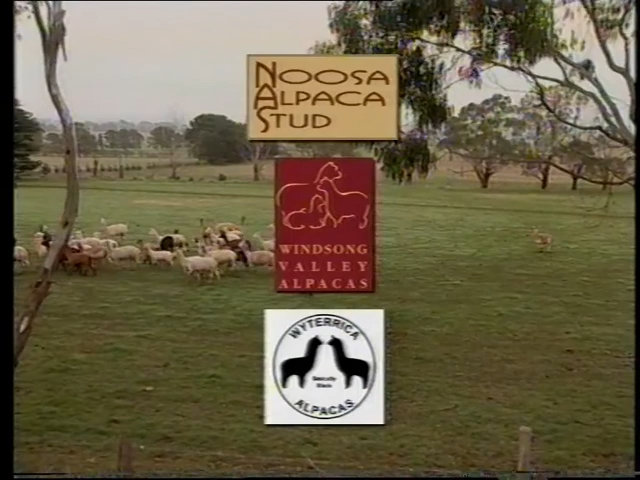 NOOSA
ALPACA
STUD
WINDSONG
VALLEY
ALPACAS
WYTERRICA
ALPACAS